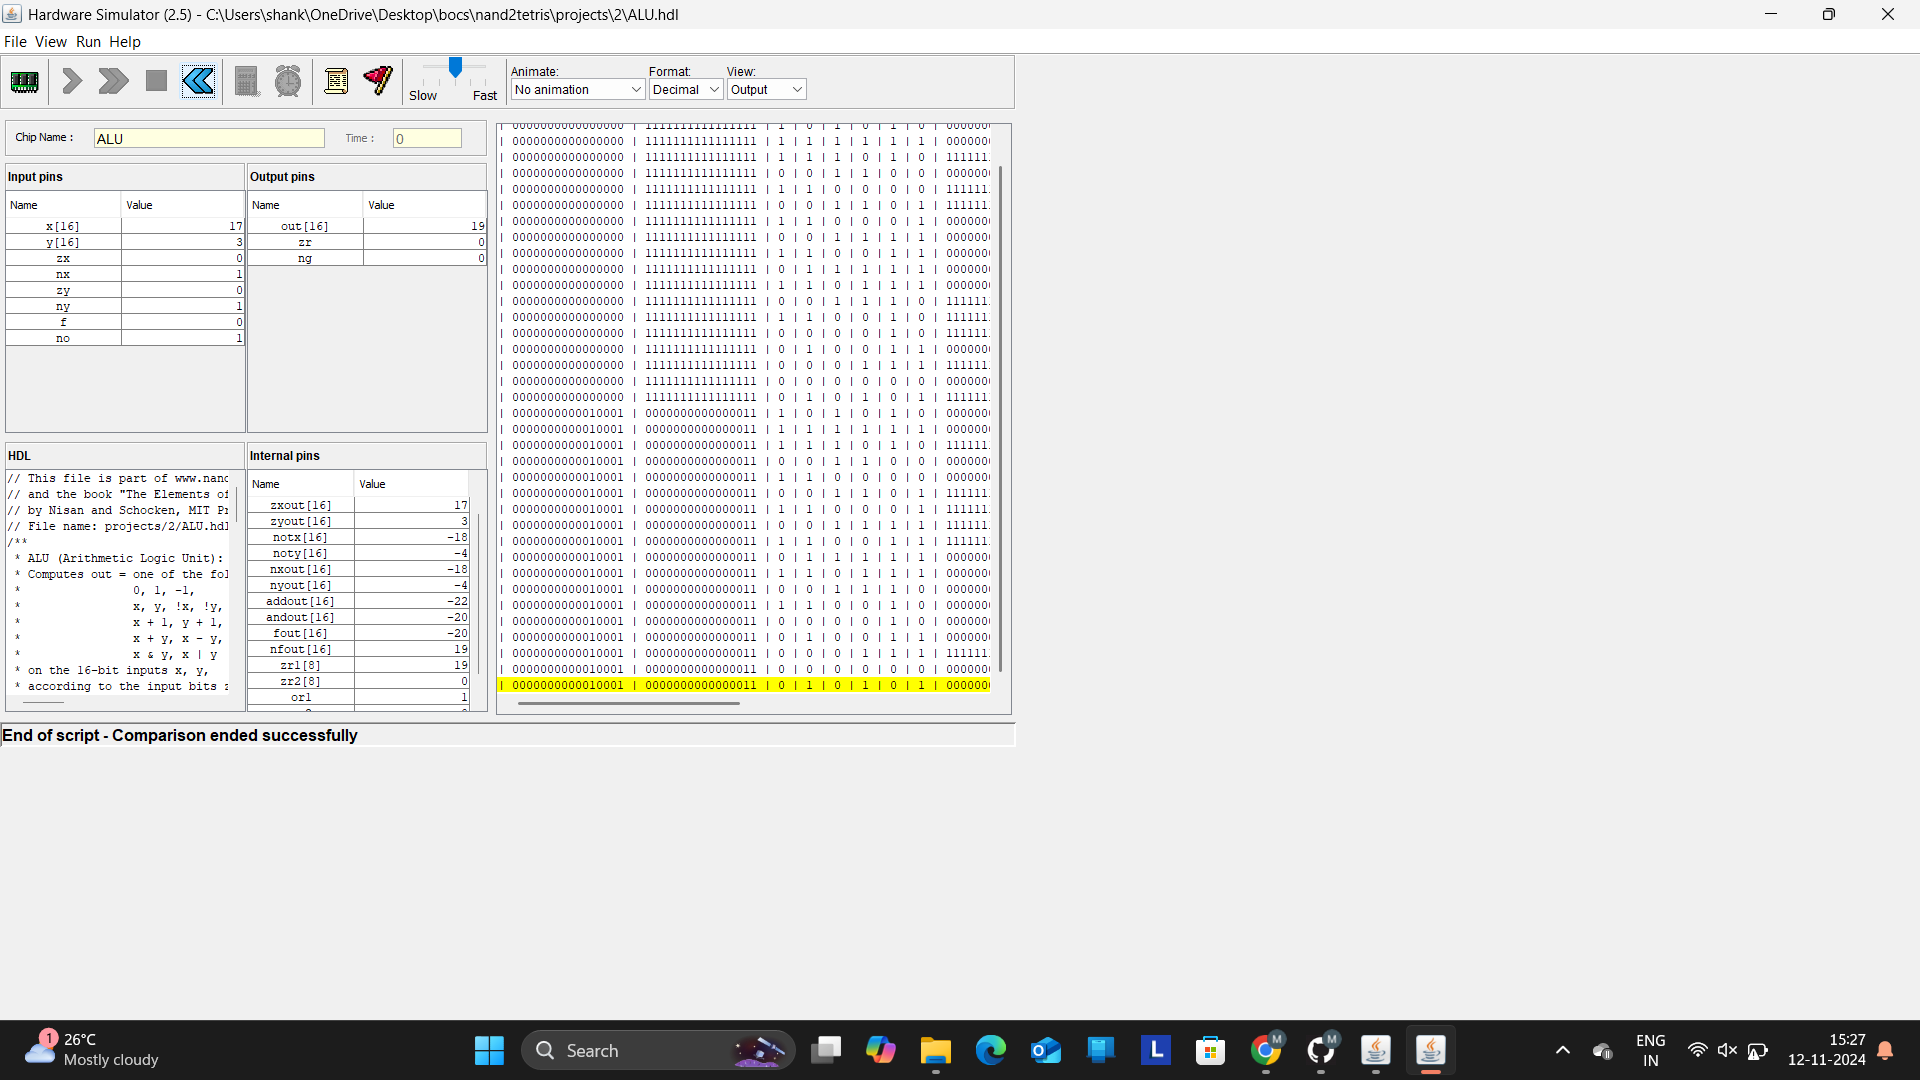 Hardware Simulator (2.5) - C:\Users\shank\OneDrive\Desktop\bocs\nand2tetris\projects\2\ALU.hdl
File View Run Help
Slow Fast
Animate: Format: View:
No animation Decimal Output
Chip Name : ALU Time : 0
Input pins
Name Value
x[16] 17
y[16] 3
zx 0
nx 1
zy 0
ny 1
f 0
no 1
Output pins
Name Value
out[16] 19
zr 0
ng 0
HDL
// This file is part of www.nand
// and the book "The Elements of
// by Nisan and Schocken, MIT Pr
// File name: projects/2/ALU.hdl
/**
* ALU (Arithmetic Logic Unit):
* Computes out = one of the fol
* 0, 1, -1,
* x, y, !x, !y,
* x + 1, y + 1,
* x + y, x - y,
* x & y, x | y
* on the 16-bit inputs x, y,
* according to the input bits z
Internal pins
Name Value
zxout[16] 17
zyout[16] 3
notx[16] -18
noty[16] -4
nxout[16] -18
nyout[16] -4
addout[16] -22
andout[16] -20
fout[16] -20
nfout[16] 19
zr1[8] 19
zr2[8] 0
or1 1
| 0000000000000000 | 1111111111111111 | 1 | 0 | 1 | 0 | 1 | 0 | 000000
| 0000000000000000 | 1111111111111111 | 1 | 1 | 1 | 1 | 1 | 1 | 000000
| 0000000000000000 | 1111111111111111 | 1 | 1 | 1 | 0 | 1 | 0 | 111111
| 0000000000000000 | 1111111111111111 | 0 | 0 | 1 | 1 | 0 | 0 | 000000
| 0000000000000000 | 1111111111111111 | 1 | 1 | 0 | 0 | 0 | 0 | 111111
| 0000000000000000 | 1111111111111111 | 0 | 0 | 1 | 1 | 0 | 1 | 111111
| 0000000000000000 | 1111111111111111 | 1 | 1 | 0 | 0 | 0 | 1 | 000000
| 0000000000000000 | 1111111111111111 | 0 | 0 | 1 | 1 | 1 | 1 | 000000
| 0000000000000000 | 1111111111111111 | 1 | 1 | 0 | 0 | 1 | 1 | 000000
| 0000000000000000 | 1111111111111111 | 0 | 1 | 1 | 1 | 1 | 1 | 000000
| 0000000000000000 | 1111111111111111 | 1 | 1 | 0 | 1 | 1 | 1 | 000000
| 0000000000000000 | 1111111111111111 | 0 | 0 | 1 | 1 | 1 | 0 | 111111
| 0000000000000000 | 1111111111111111 | 1 | 1 | 0 | 0 | 1 | 0 | 111111
| 0000000000000000 | 1111111111111111 | 0 | 0 | 0 | 0 | 1 | 0 | 111111
| 0000000000000000 | 1111111111111111 | 0 | 1 | 0 | 0 | 1 | 1 | 000000
| 0000000000000000 | 1111111111111111 | 0 | 0 | 0 | 1 | 1 | 1 | 111111
| 0000000000000000 | 1111111111111111 | 0 | 0 | 0 | 0 | 0 | 0 | 000000
| 0000000000000000 | 1111111111111111 | 0 | 1 | 0 | 1 | 0 | 1 | 111111
| 0000000000010001 | 0000000000000011 | 1 | 0 | 1 | 0 | 1 | 0 | 000000
| 0000000000010001 | 0000000000000011 | 1 | 1 | 1 | 1 | 1 | 1 | 000000
| 0000000000010001 | 0000000000000011 | 1 | 1 | 1 | 0 | 1 | 0 | 111111
| 0000000000010001 | 0000000000000011 | 0 | 0 | 1 | 1 | 0 | 0 | 000000
| 0000000000010001 | 0000000000000011 | 1 | 1 | 0 | 0 | 0 | 0 | 000000
| 0000000000010001 | 0000000000000011 | 0 | 0 | 1 | 1 | 0 | 1 | 111111
| 0000000000010001 | 0000000000000011 | 1 | 1 | 0 | 0 | 0 | 1 | 111111
| 0000000000010001 | 0000000000000011 | 0 | 0 | 1 | 1 | 1 | 1 | 111111
| 0000000000010001 | 0000000000000011 | 1 | 1 | 0 | 0 | 1 | 1 | 111111
| 0000000000010001 | 0000000000000011 | 0 | 1 | 1 | 1 | 1 | 1 | 000000
| 0000000000010001 | 0000000000000011 | 1 | 1 | 0 | 1 | 1 | 1 | 000000
| 0000000000010001 | 0000000000000011 | 0 | 0 | 1 | 1 | 1 | 0 | 000000
| 0000000000010001 | 0000000000000011 | 1 | 1 | 0 | 0 | 1 | 0 | 000000
| 0000000000010001 | 0000000000000011 | 0 | 0 | 0 | 0 | 1 | 0 | 000000
| 0000000000010001 | 0000000000000011 | 0 | 1 | 0 | 0 | 1 | 1 | 000000
| 0000000000010001 | 0000000000000011 | 0 | 0 | 0 | 1 | 1 | 1 | 111111
| 0000000000010001 | 0000000000000011 | 0 | 0 | 0 | 0 | 0 | 0 | 000000
| 0000000000010001 | 0000000000000011 | 0 | 1 | 0 | 1 | 0 | 1 | 000000
End of script - Comparison ended successfully
1
26°C
Mostly cloudy
Search
L
M
M
ENG
IN
15:27
12-11-2024